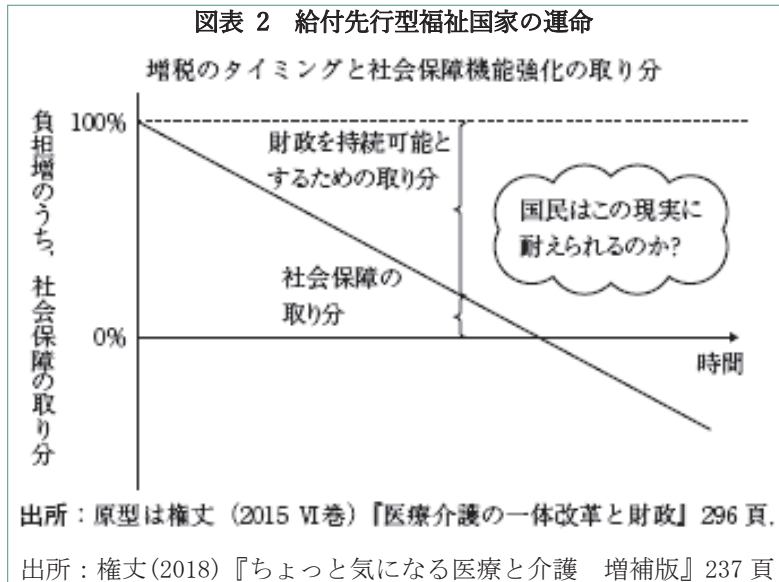 図表 2 給付先行型福祉国家の運命
増税のタイミングと社会保障機能強化の取り分
負担増のうち、社会保障の取り分
100%
財政を持続可能と
するための取り分
国民はこの現実に
耐えられるのか?
社会保障の
取り分
0%
時間
出所：原型は権丈（2015 Ⅵ巻）『医療介護の一体改革と財政』296 頁.
出所：権丈(2018)『ちょっと気になる医療と介護 増補版』237 頁